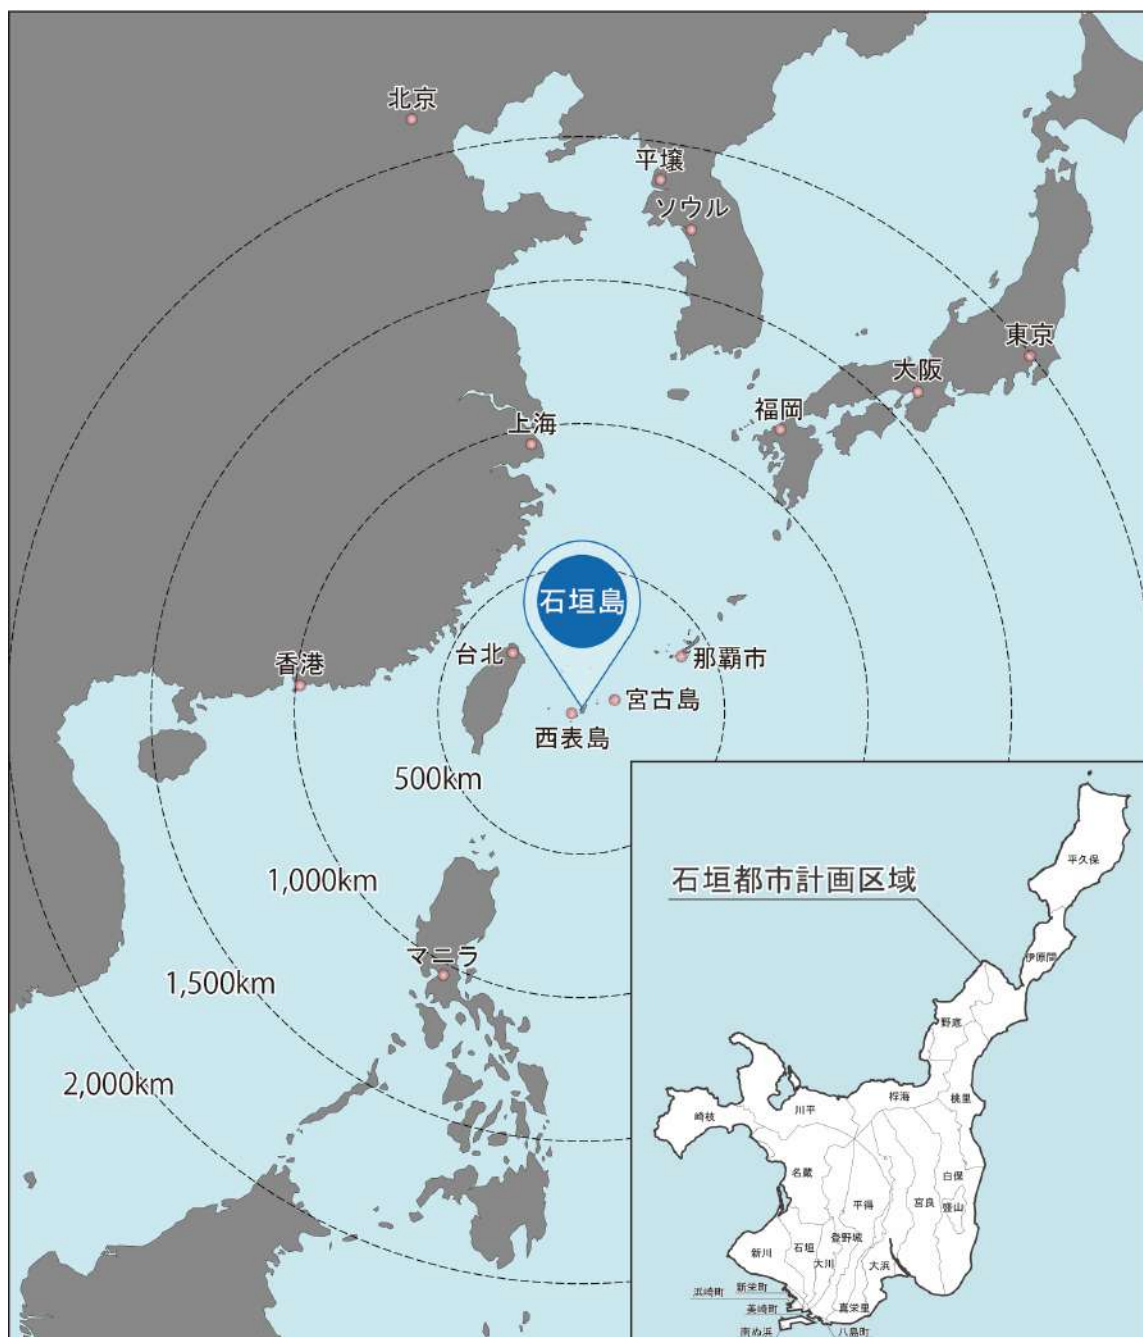 北京
平壌
ソウル
東京
大阪
福岡
上海
石垣島
台北
那覇市
香港
宮古島
西表島
500km
1,000km
マニラ
1,500km
2,000km
石垣都市計画区域
平久保
伊原間
野底
桴海
桃里
川平
崎枝
名蔵
白保
盛山
宮良
平得
登野城
石垣
大川
新川
大浜
新栄町
浜崎町
美崎町
真栄里
南ぬ浜
八島町